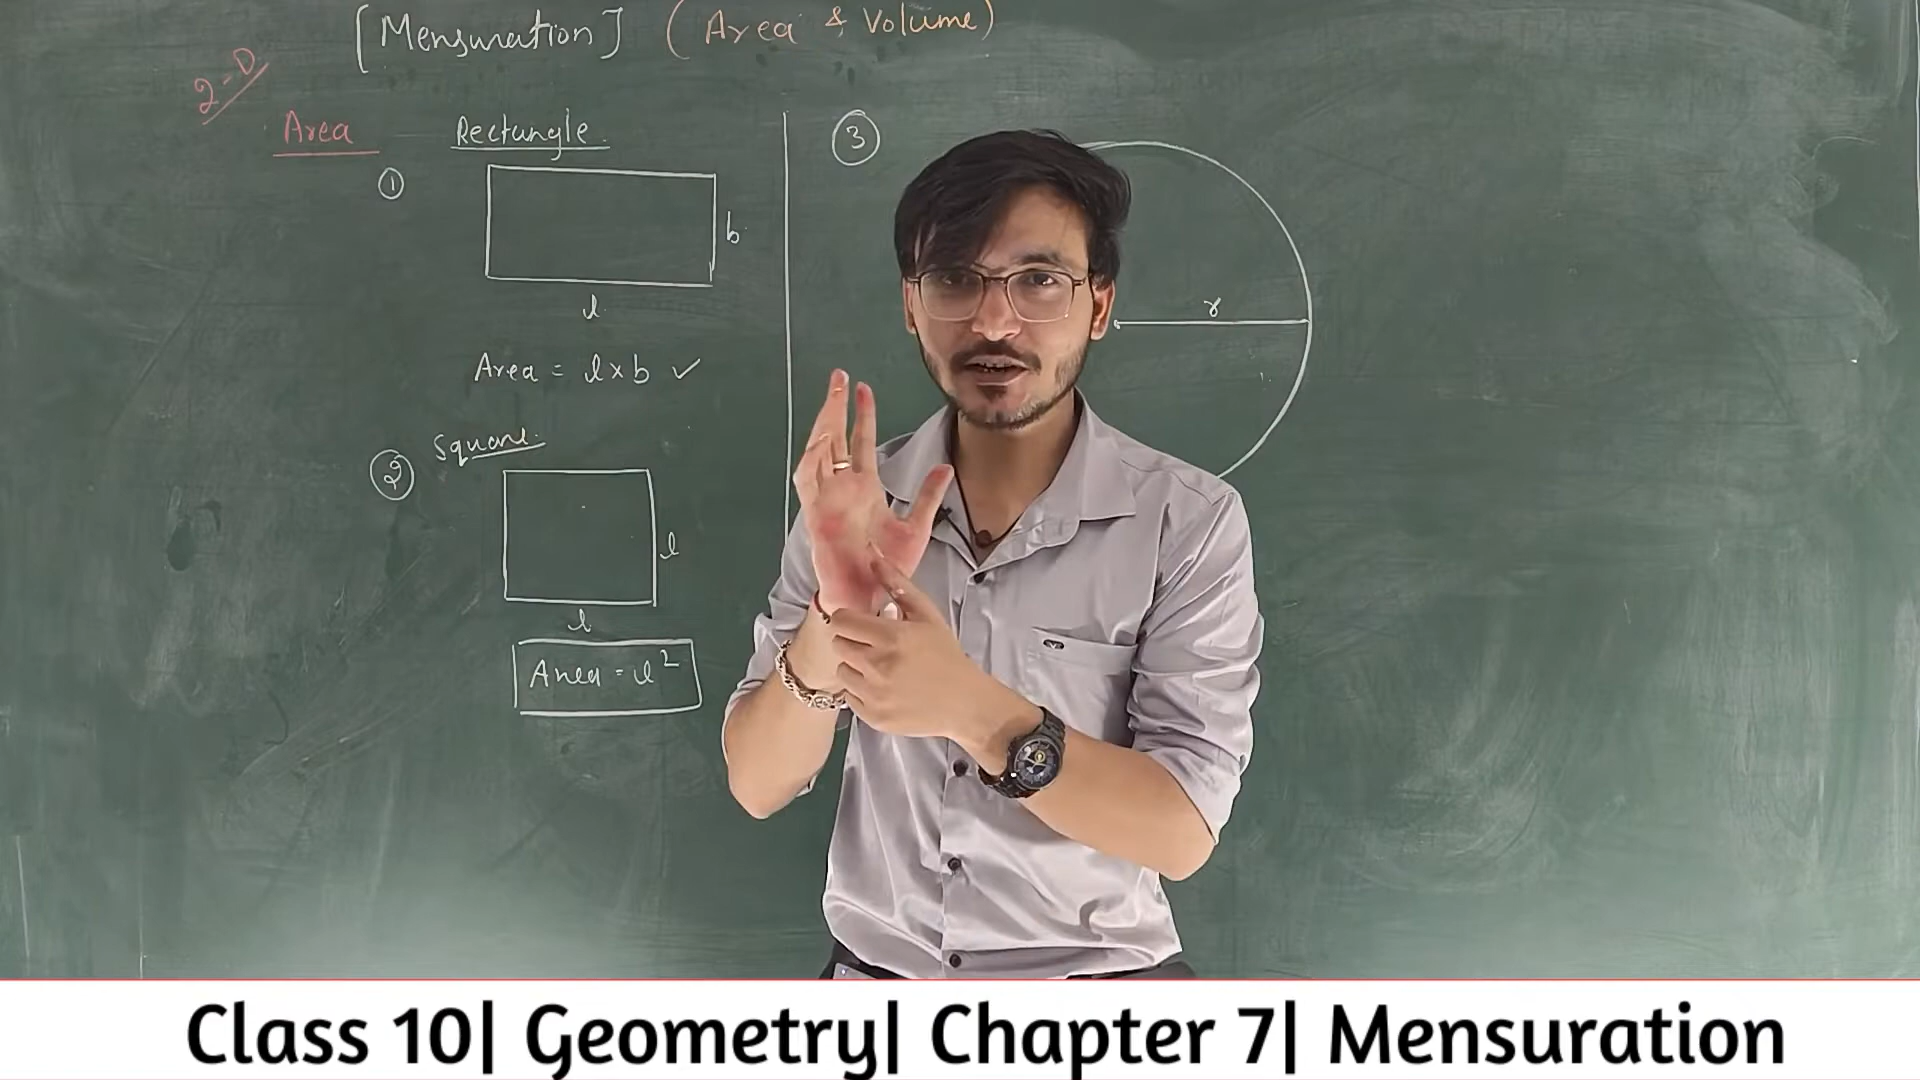 [Mensuration] (Area & Volume)
2-D
Area
Rectangle.
①
b
l
Area = l x b ✓
② Square.
l
l
Area = l²
③
r
Class 10| Geometry| Chapter 7| Mensuration